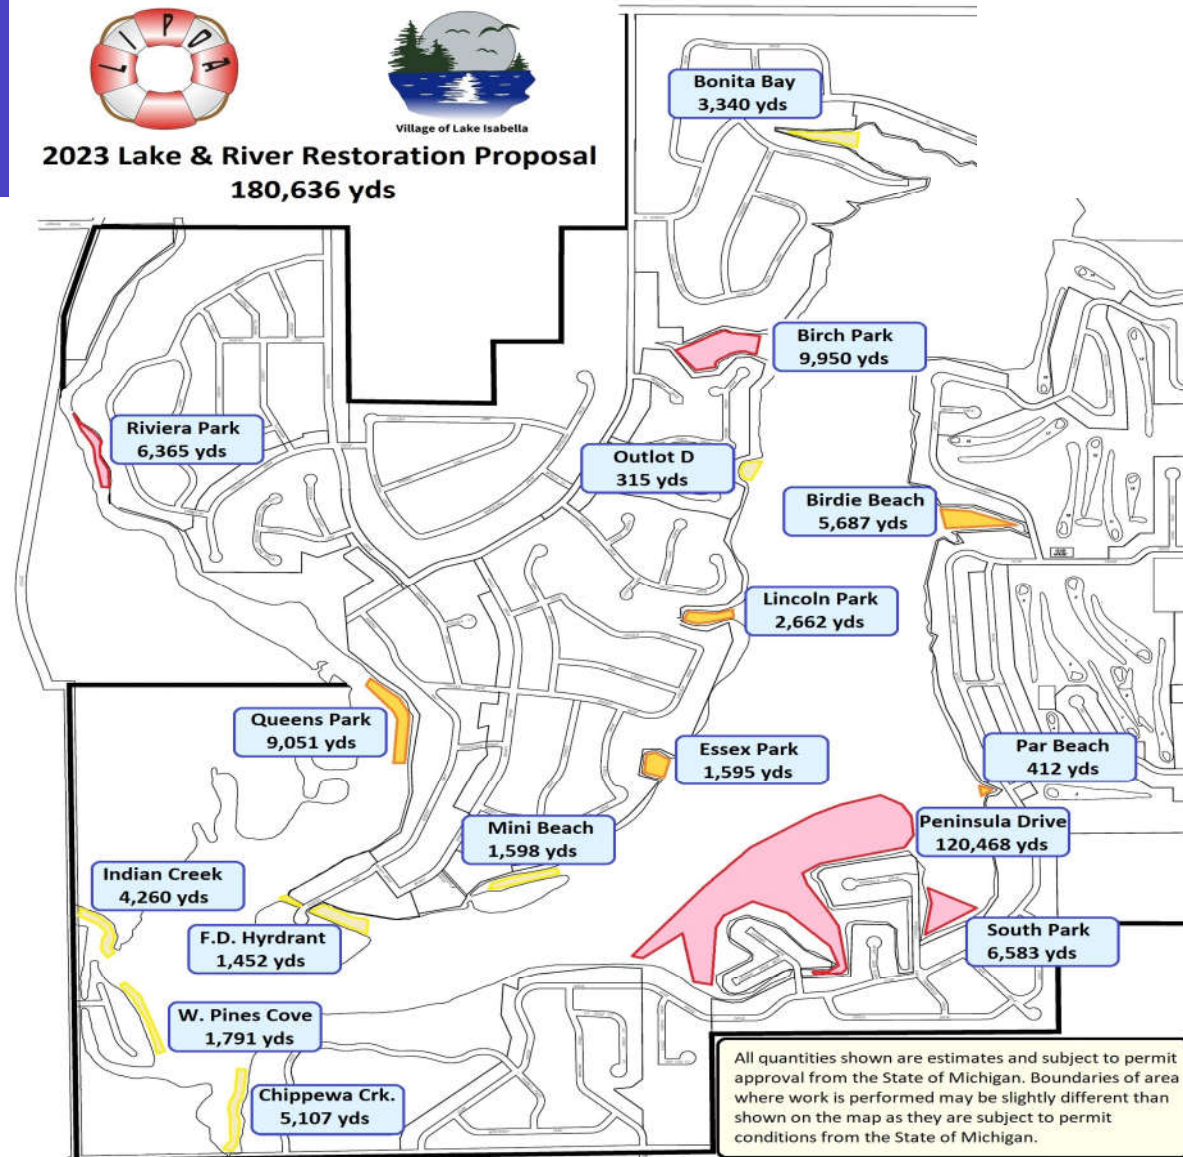 LIPOA
Village of Lake Isabella
2023 Lake & River Restoration Proposal
180,636 yds
Bonita Bay
3,340 yds
Birch Park
9,950 yds
Riviera Park
6,365 yds
Outlot D
315 yds
Birdie Beach
5,687 yds
Lincoln Park
2,662 yds
Queens Park
9,051 yds
Essex Park
1,595 yds
Par Beach
412 yds
Mini Beach
1,598 yds
Peninsula Drive
120,468 yds
Indian Creek
4,260 yds
F.D. Hyrdrant
1,452 yds
South Park
6,583 yds
W. Pines Cove
1,791 yds
Chippewa Crk.
5,107 yds
All quantities shown are estimates and subject to permit
approval from the State of Michigan. Boundaries of area
where work is performed may be slightly different than
shown on the map as they are subject to permit
conditions from the State of Michigan.